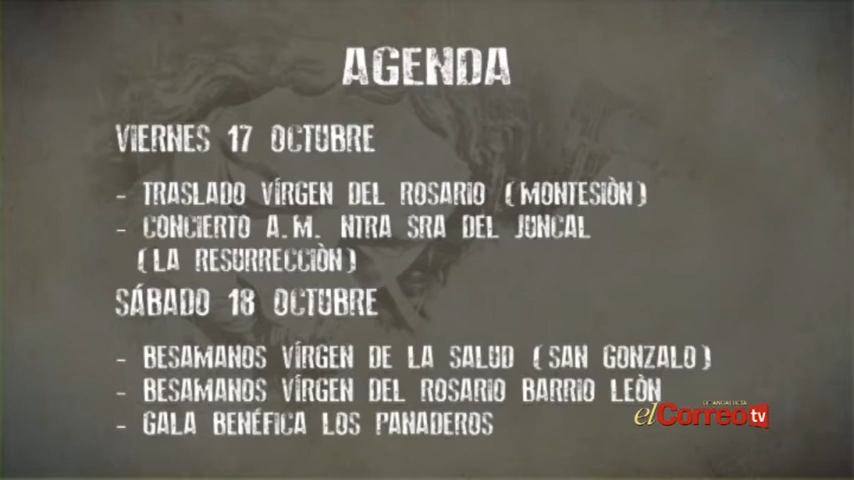 AGENDA
VIERNES 17 OCTUBRE
- TRASLADO VÍRGEN DEL ROSARIO (MONTESIÒN)
- CONCIERTO A.M. NTRA SRA DEL JUNCAL
(LA RESURRECCIÒN)
SÁBADO 18 OCTUBRE
- BESAMANOS VÍRGEN DE LA SALUD (SAN GONZALO)
- BESAMANOS VÍRGEN DEL ROSARIO BARRIO LEÒN
- GALA BENÉFICA LOS PANADEROS
DE ANDALUCÍA
elCorreo tv